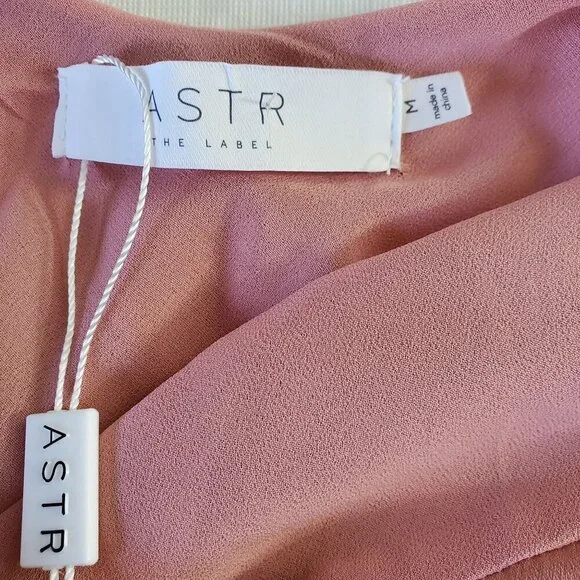 ASTR
THE LABEL
M
made in
china
ASTR